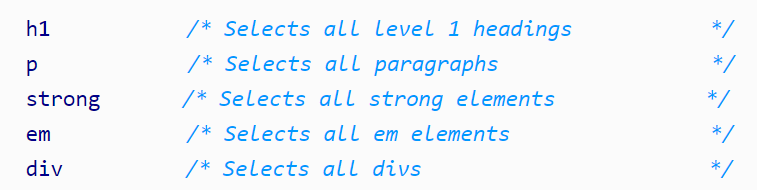 h1 /* Selects all level 1 headings */
p /* Selects all paragraphs */
strong /* Selects all strong elements */
em /* Selects all em elements */
div /* Selects all divs */